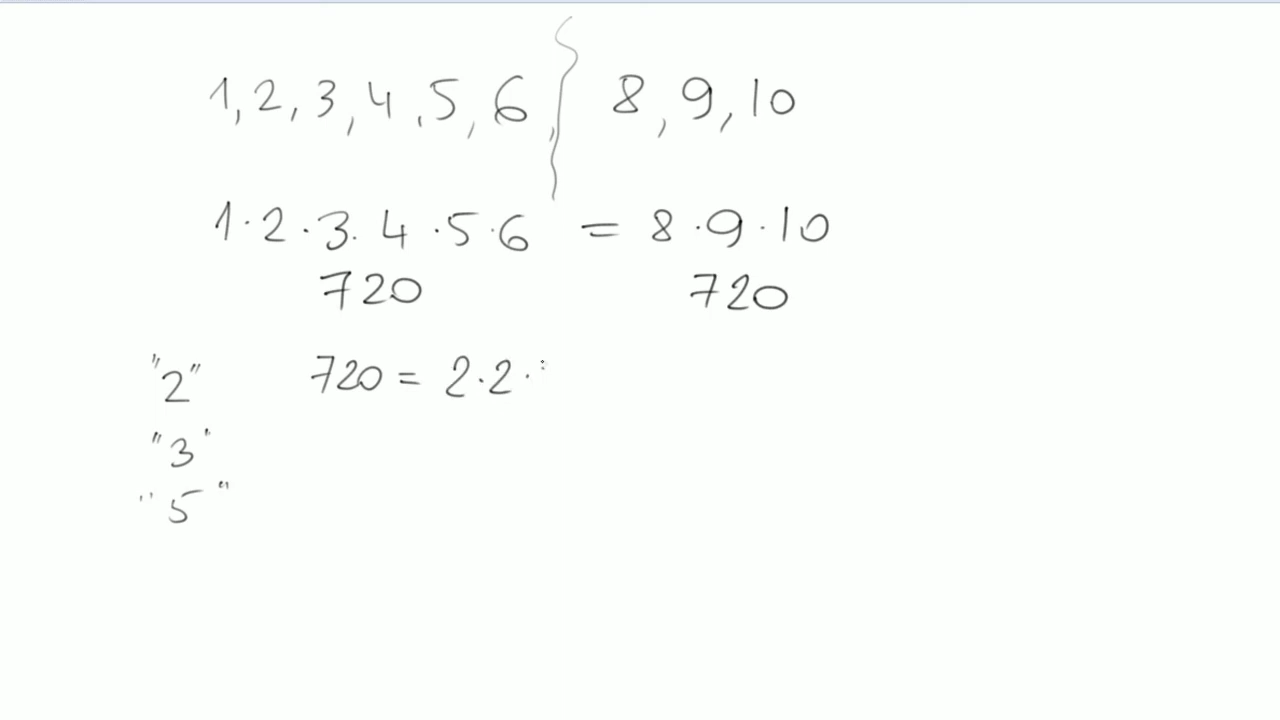 1, 2, 3, 4, 5, 6, 8, 9, 10
1 · 2 · 3 · 4 · 5 · 6 = 8 · 9 · 10
720 720
"2" 720 = 2 · 2 ·
"3"
"5"